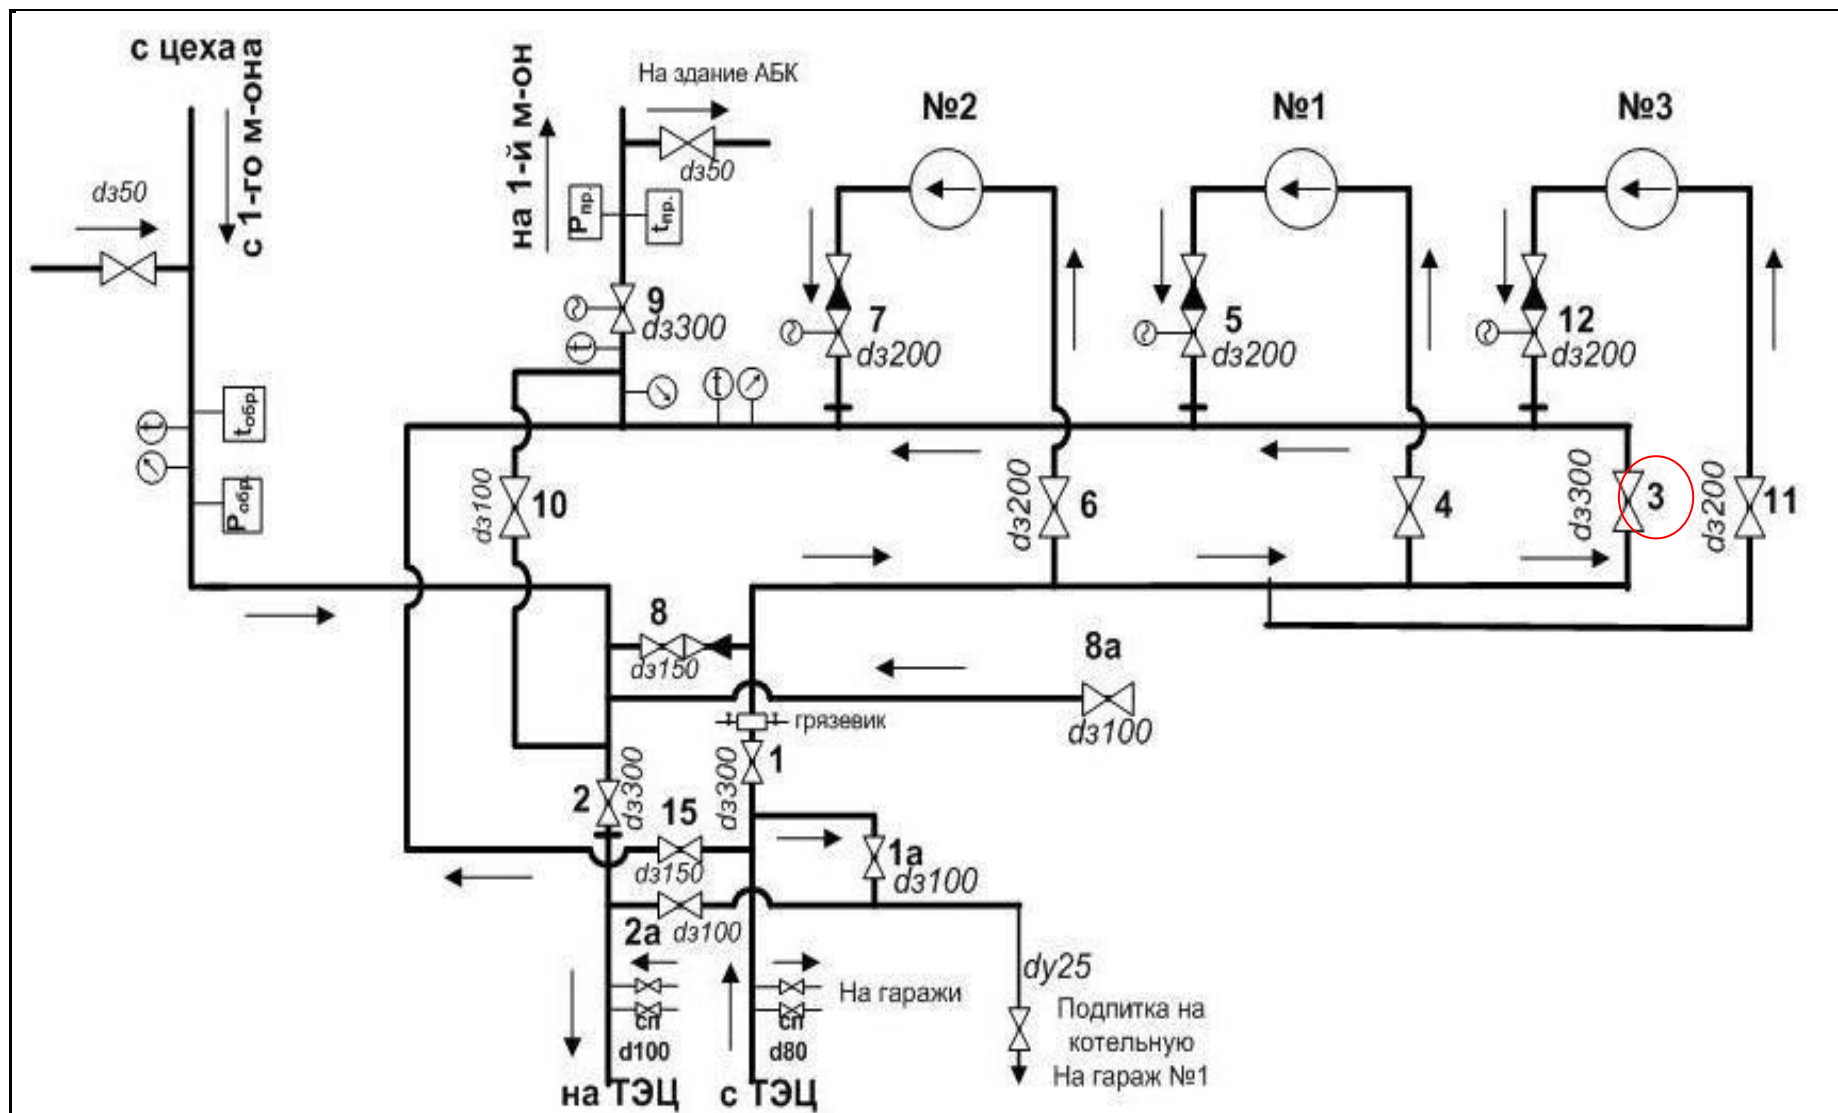 с цеха
с 1-го м-она
на 1-й м-он
На здание АБК
№2
№1
№3
dз50
dз50
Pпр.
tпр.
9
dз300
7
dз200
5
dз200
12
dз200
t
t
t
tобр.
Pобр.
dз100
10
dз200
6
4
dз300
3
dз200
11
8
dз150
8а
dз100
грязевик
1
dз300
2
dз300
15
dз150
1а
dз100
2а
dз100
dу25
На гаражи
сп
d100
сп
d80
Подпитка на
котельную
На гараж №1
на ТЭЦ
с ТЭЦ